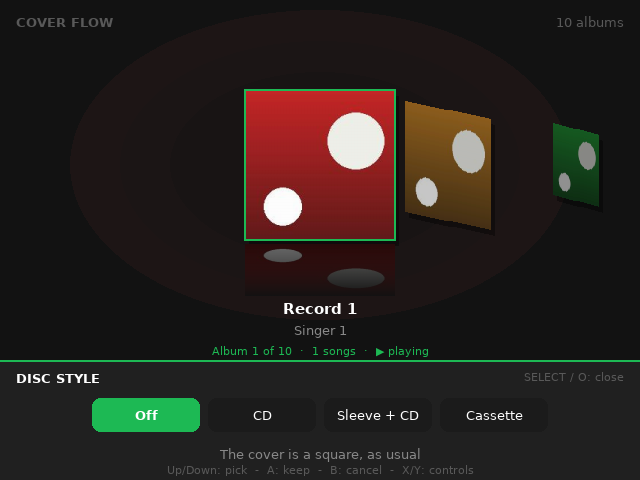 COVER FLOW
10 albums
Record 1
Singer 1
Album 1 of 10 · 1 songs · ▶ playing
DISC STYLE
SELECT / O: close
Off
CD
Sleeve + CD
Cassette
The cover is a square, as usual
Up/Down: pick - A: keep - B: cancel - X/Y: controls